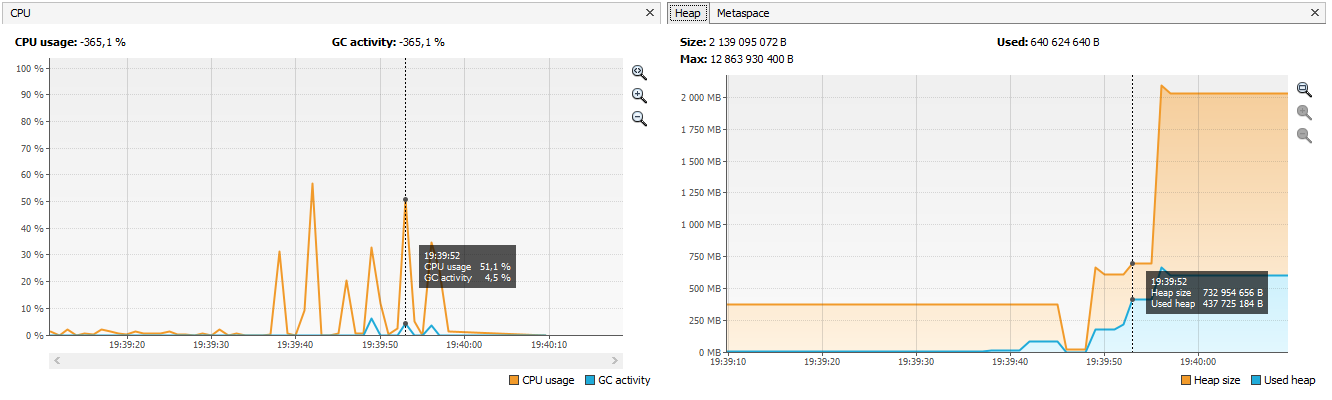 CPU
CPU usage: -365,1 %
GC activity: -365,1 %
100 %
90 %
80 %
70 %
60 %
50 %
40 %
30 %
20 %
10 %
0 %
19:39:52
CPU usage 51,1 %
GC activity 4,5 %
19:39:20
19:39:30
19:39:40
19:39:50
19:40:00
19:40:10
CPU usage
GC activity
Heap
Metaspace
Size: 2 139 095 072 B
Used: 640 624 640 B
Max: 12 863 930 400 B
2 000 MB
1 750 MB
1 500 MB
1 250 MB
1 000 MB
750 MB
500 MB
250 MB
0 MB
19:39:52
Heap size 732 954 656 B
Used heap 437 725 184 B
19:39:10
19:39:20
19:39:30
19:39:40
19:39:50
19:40:00
Heap size
Used heap